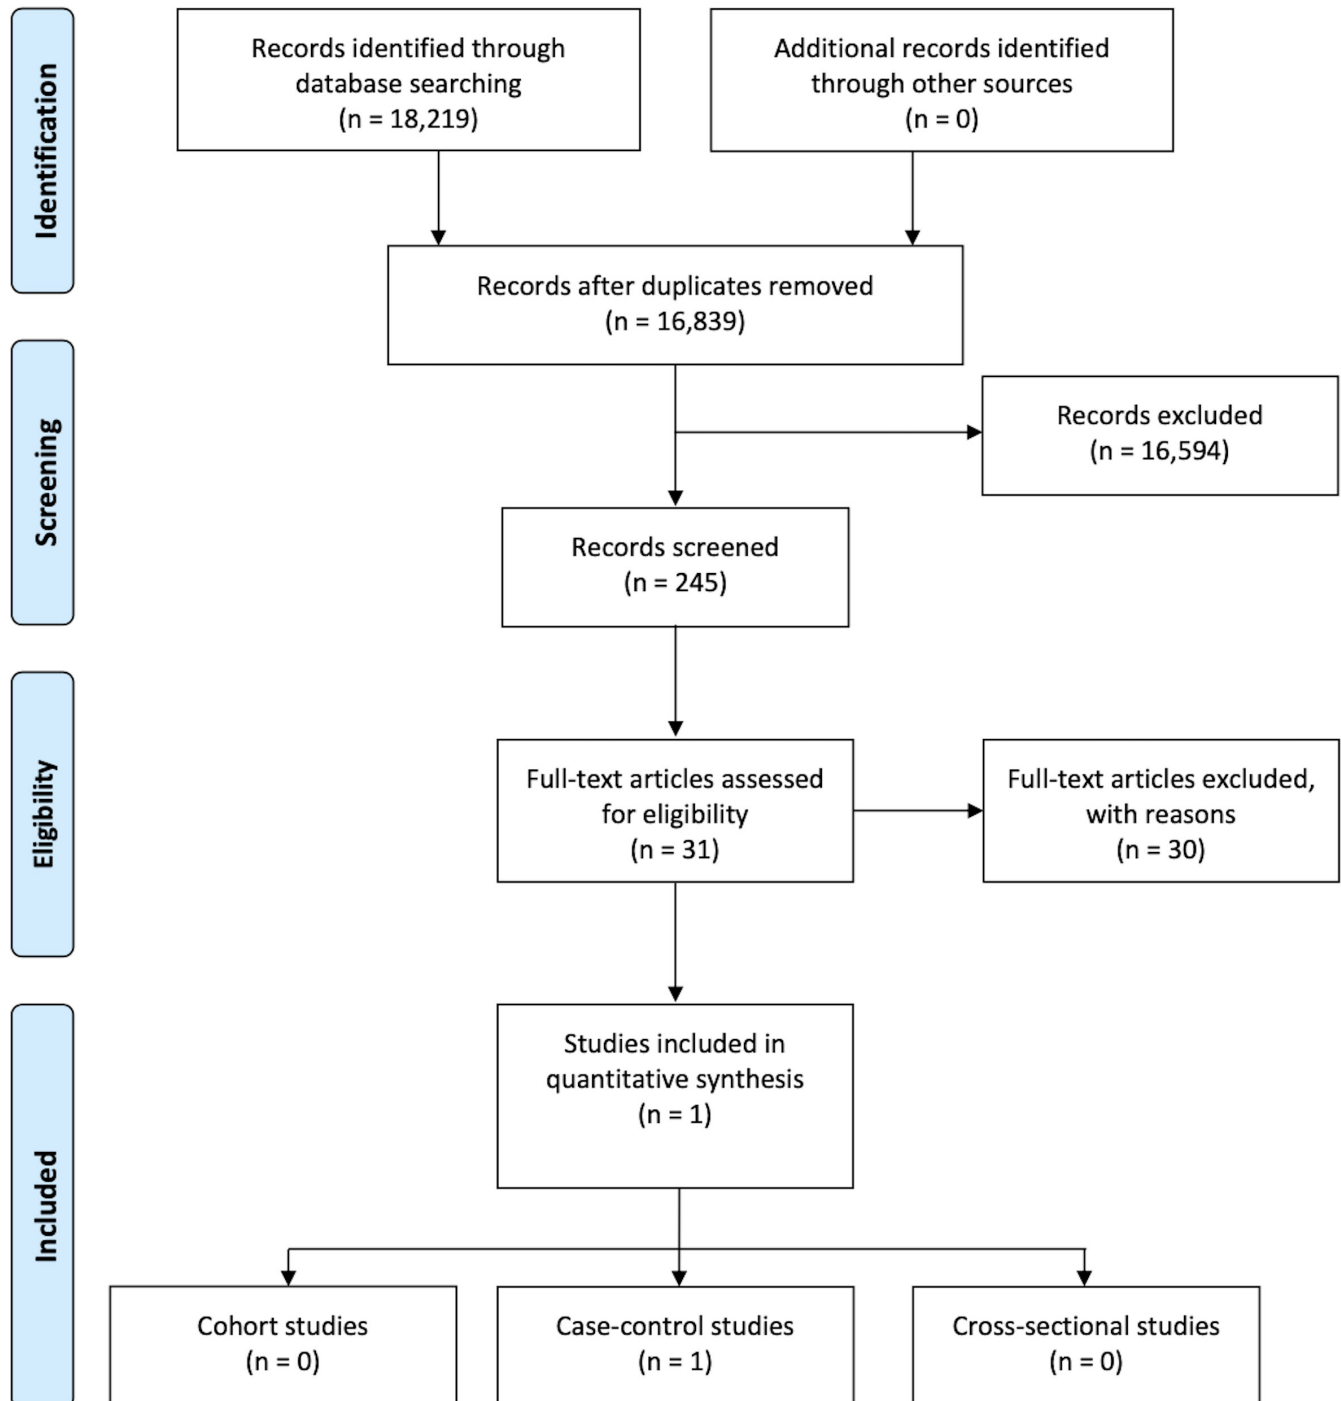 Identification
Records identified through
database searching
(n = 18,219)
Additional records identified
through other sources
(n = 0)
Records after duplicates removed
(n = 16,839)
Screening
Records excluded
(n = 16,594)
Records screened
(n = 245)
Eligibility
Full-text articles assessed
for eligibility
(n = 31)
Full-text articles excluded,
with reasons
(n = 30)
Included
Studies included in
quantitative synthesis
(n = 1)
Cohort studies
(n = 0)
Case-control studies
(n = 1)
Cross-sectional studies
(n = 0)